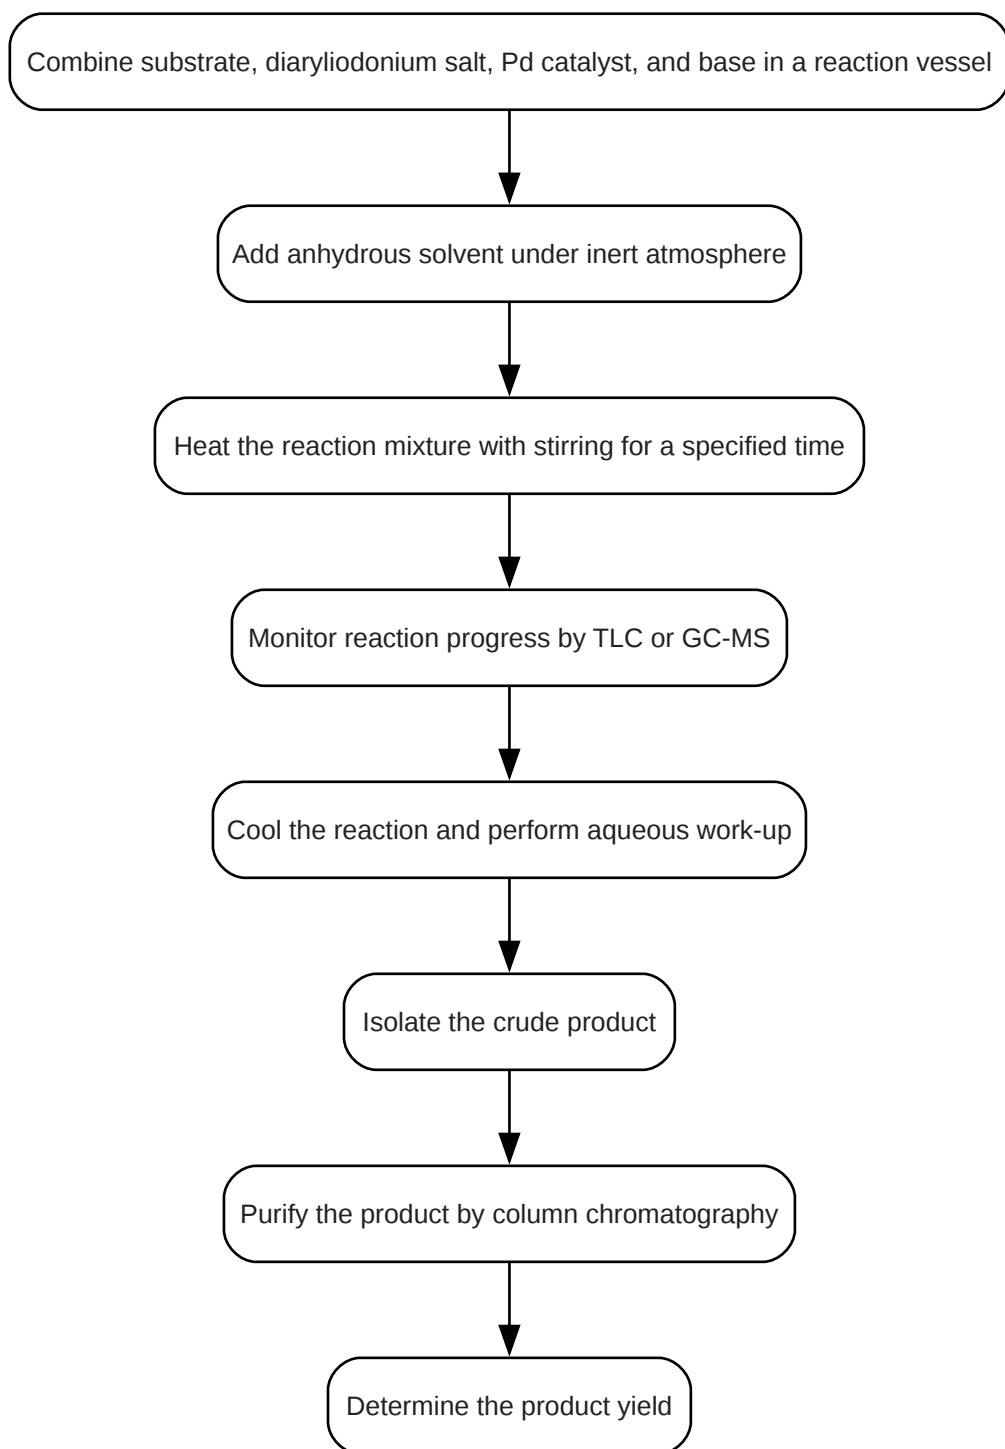 Combine substrate, diaryliodonium salt, Pd catalyst, and base in a reaction vessel
Add anhydrous solvent under inert atmosphere
Heat the reaction mixture with stirring for a specified time
Monitor reaction progress by TLC or GC-MS
Cool the reaction and perform aqueous work-up
Isolate the crude product
Purify the product by column chromatography
Determine the product yield